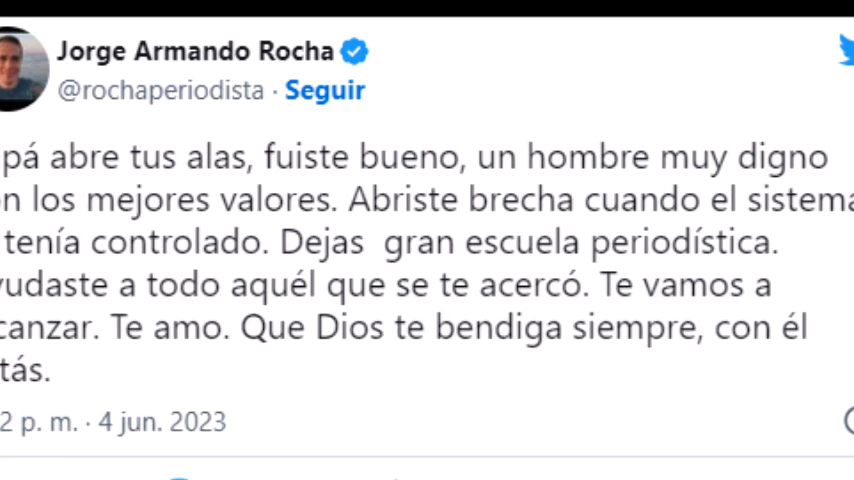 Jorge Armando Rocha
@rochaperiodista · Seguir
pá abre tus alas, fuiste bueno, un hombre muy digno
n los mejores valores. Abriste brecha cuando el sistema
tenía controlado. Dejas gran escuela periodística.
yudaste a todo aquél que se te acercó. Te vamos a
canzar. Te amo. Que Dios te bendiga siempre, con él
tás.
2 p. m. · 4 jun. 2023